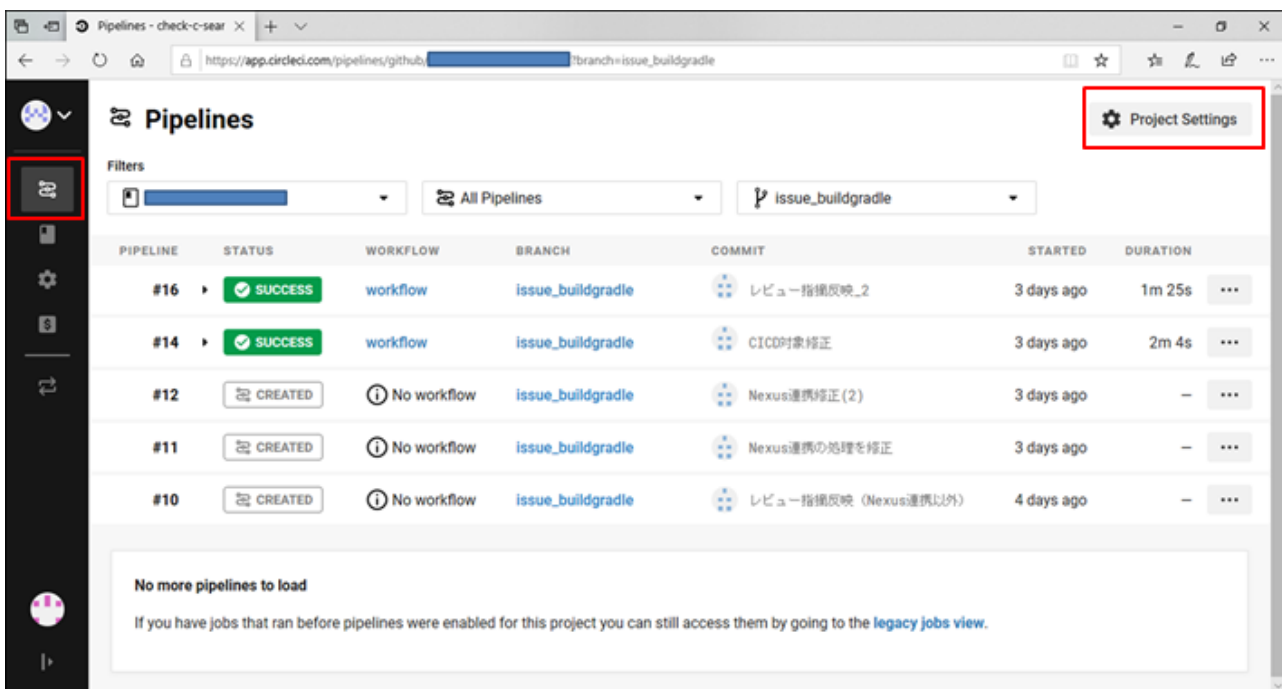 Pipelines - check-c-sear
https://app.circleci.com/pipelines/github/ ?branch=issue_buildgradle
Pipelines
Project Settings
Filters
All Pipelines
issue_buildgradle
PIPELINE STATUS WORKFLOW BRANCH COMMIT STARTED DURATION
#16 SUCCESS workflow issue_buildgradle レビュー指摘反映_2 3 days ago 1m 25s ...
#14 SUCCESS workflow issue_buildgradle CICD対象修正 3 days ago 2m 4s ...
#12 CREATED No workflow issue_buildgradle Nexus連携修正(2) 3 days ago – ...
#11 CREATED No workflow issue_buildgradle Nexus連携の処理を修正 3 days ago – ...
#10 CREATED No workflow issue_buildgradle レビュー指摘反映（Nexus連携以外） 4 days ago – ...
No more pipelines to load
If you have jobs that ran before pipelines were enabled for this project you can still access them by going to the legacy jobs view.